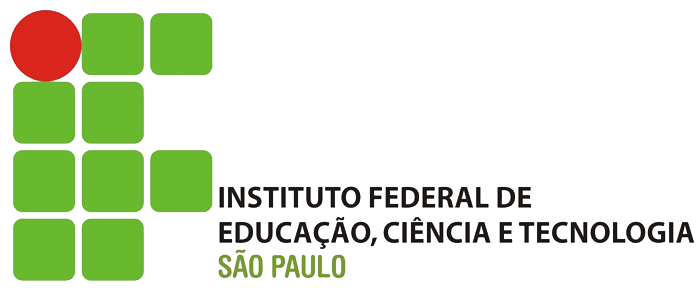 INSTITUTO FEDERAL DE
EDUCAÇÃO, CIÊNCIA E TECNOLOGIA
SÃO PAULO